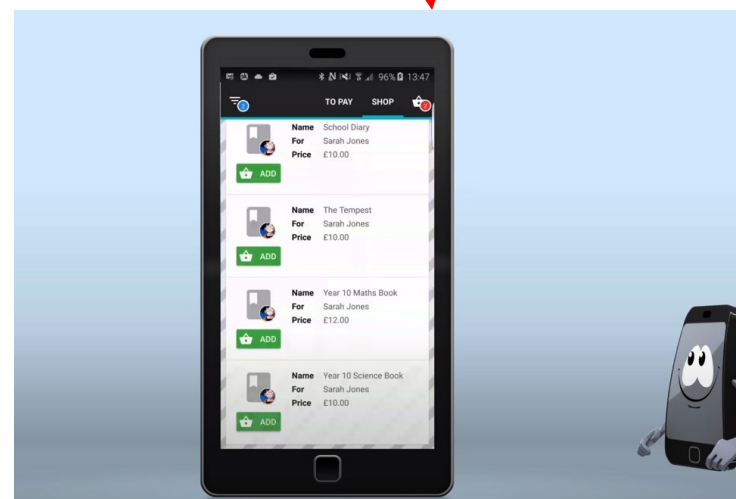 96% 13:47
TO PAY SHOP
Name School Diary
For Sarah Jones
Price £10.00
ADD
Name The Tempest
For Sarah Jones
Price £10.00
ADD
Name Year 10 Maths Book
For Sarah Jones
Price £12.00
ADD
Name Year 10 Science Book
For Sarah Jones
Price £10.00
ADD